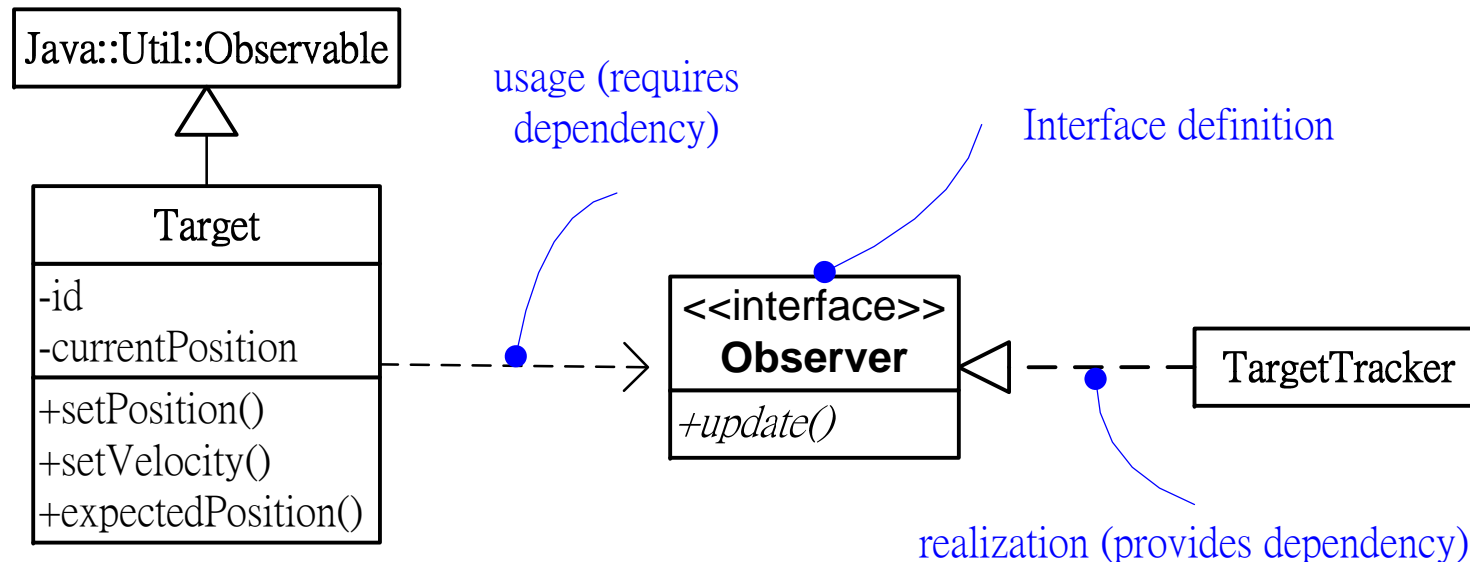 Java::Util::Observable
usage (requires
dependency)
Interface definition
Target
-id
-currentPosition
+setPosition()
+setVelocity()
+expectedPosition()
<<interface>>
Observer
+update()
TargetTracker
realization (provides dependency)